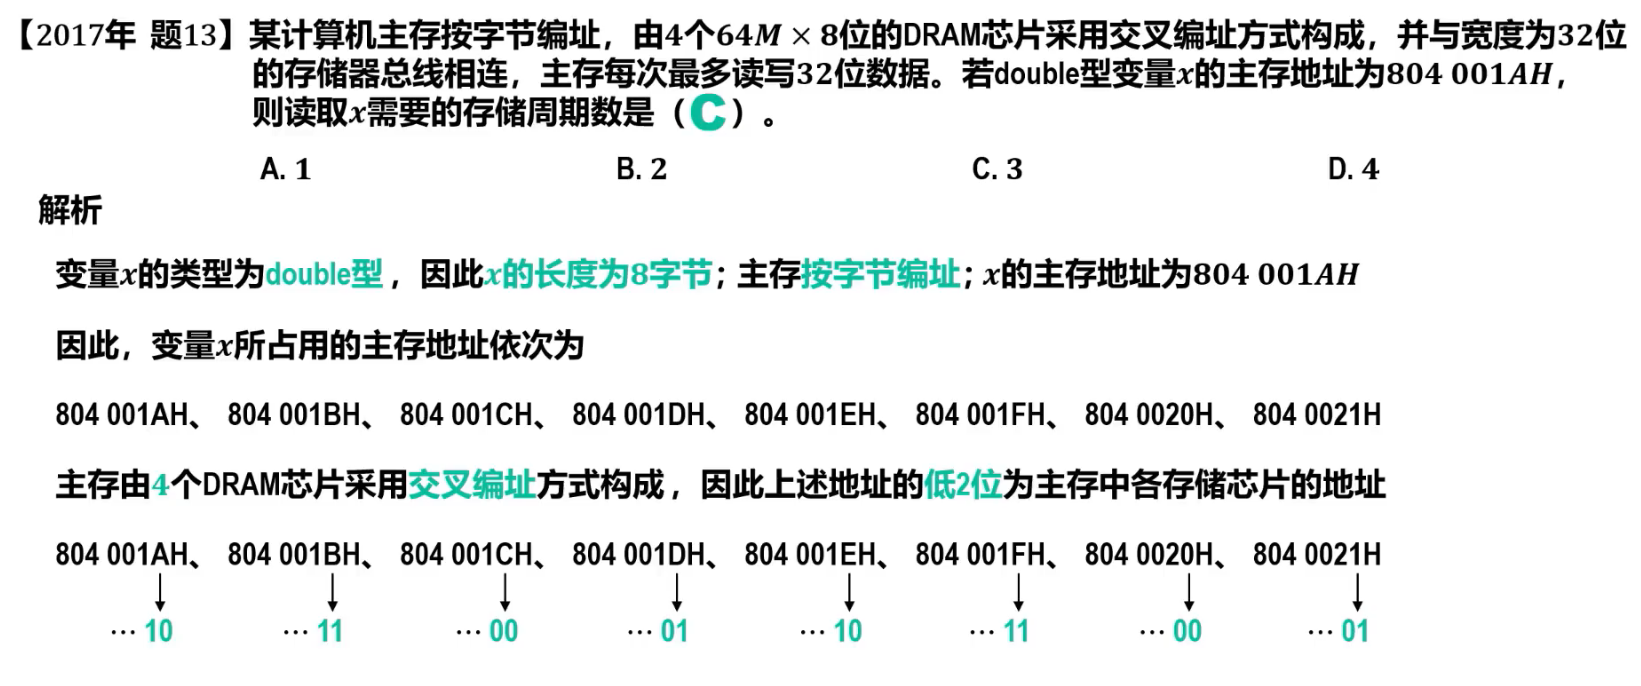 【2017年 题13】某计算机主存按字节编址，由4个64M × 8位的DRAM芯片采用交叉编址方式构成，并与宽度为32位
的存储器总线相连，主存每次最多读写32位数据。若double型变量x的主存地址为804 001AH，
则读取x需要的存储周期数是（C）。
A. 1 B. 2 C. 3 D. 4
解析
变量x的类型为double型，因此x的长度为8字节；主存按字节编址；x的主存地址为804 001AH
因此，变量x所占用的主存地址依次为
804 001AH、 804 001BH、 804 001CH、 804 001DH、 804 001EH、 804 001FH、 804 0020H、 804 0021H
主存由4个DRAM芯片采用交叉编址方式构成，因此上述地址的低2位为主存中各存储芯片的地址
804 001AH、 804 001BH、 804 001CH、 804 001DH、 804 001EH、 804 001FH、 804 0020H、 804 0021H
… 10 … 11 … 00 … 01 … 10 … 11 … 00 … 01